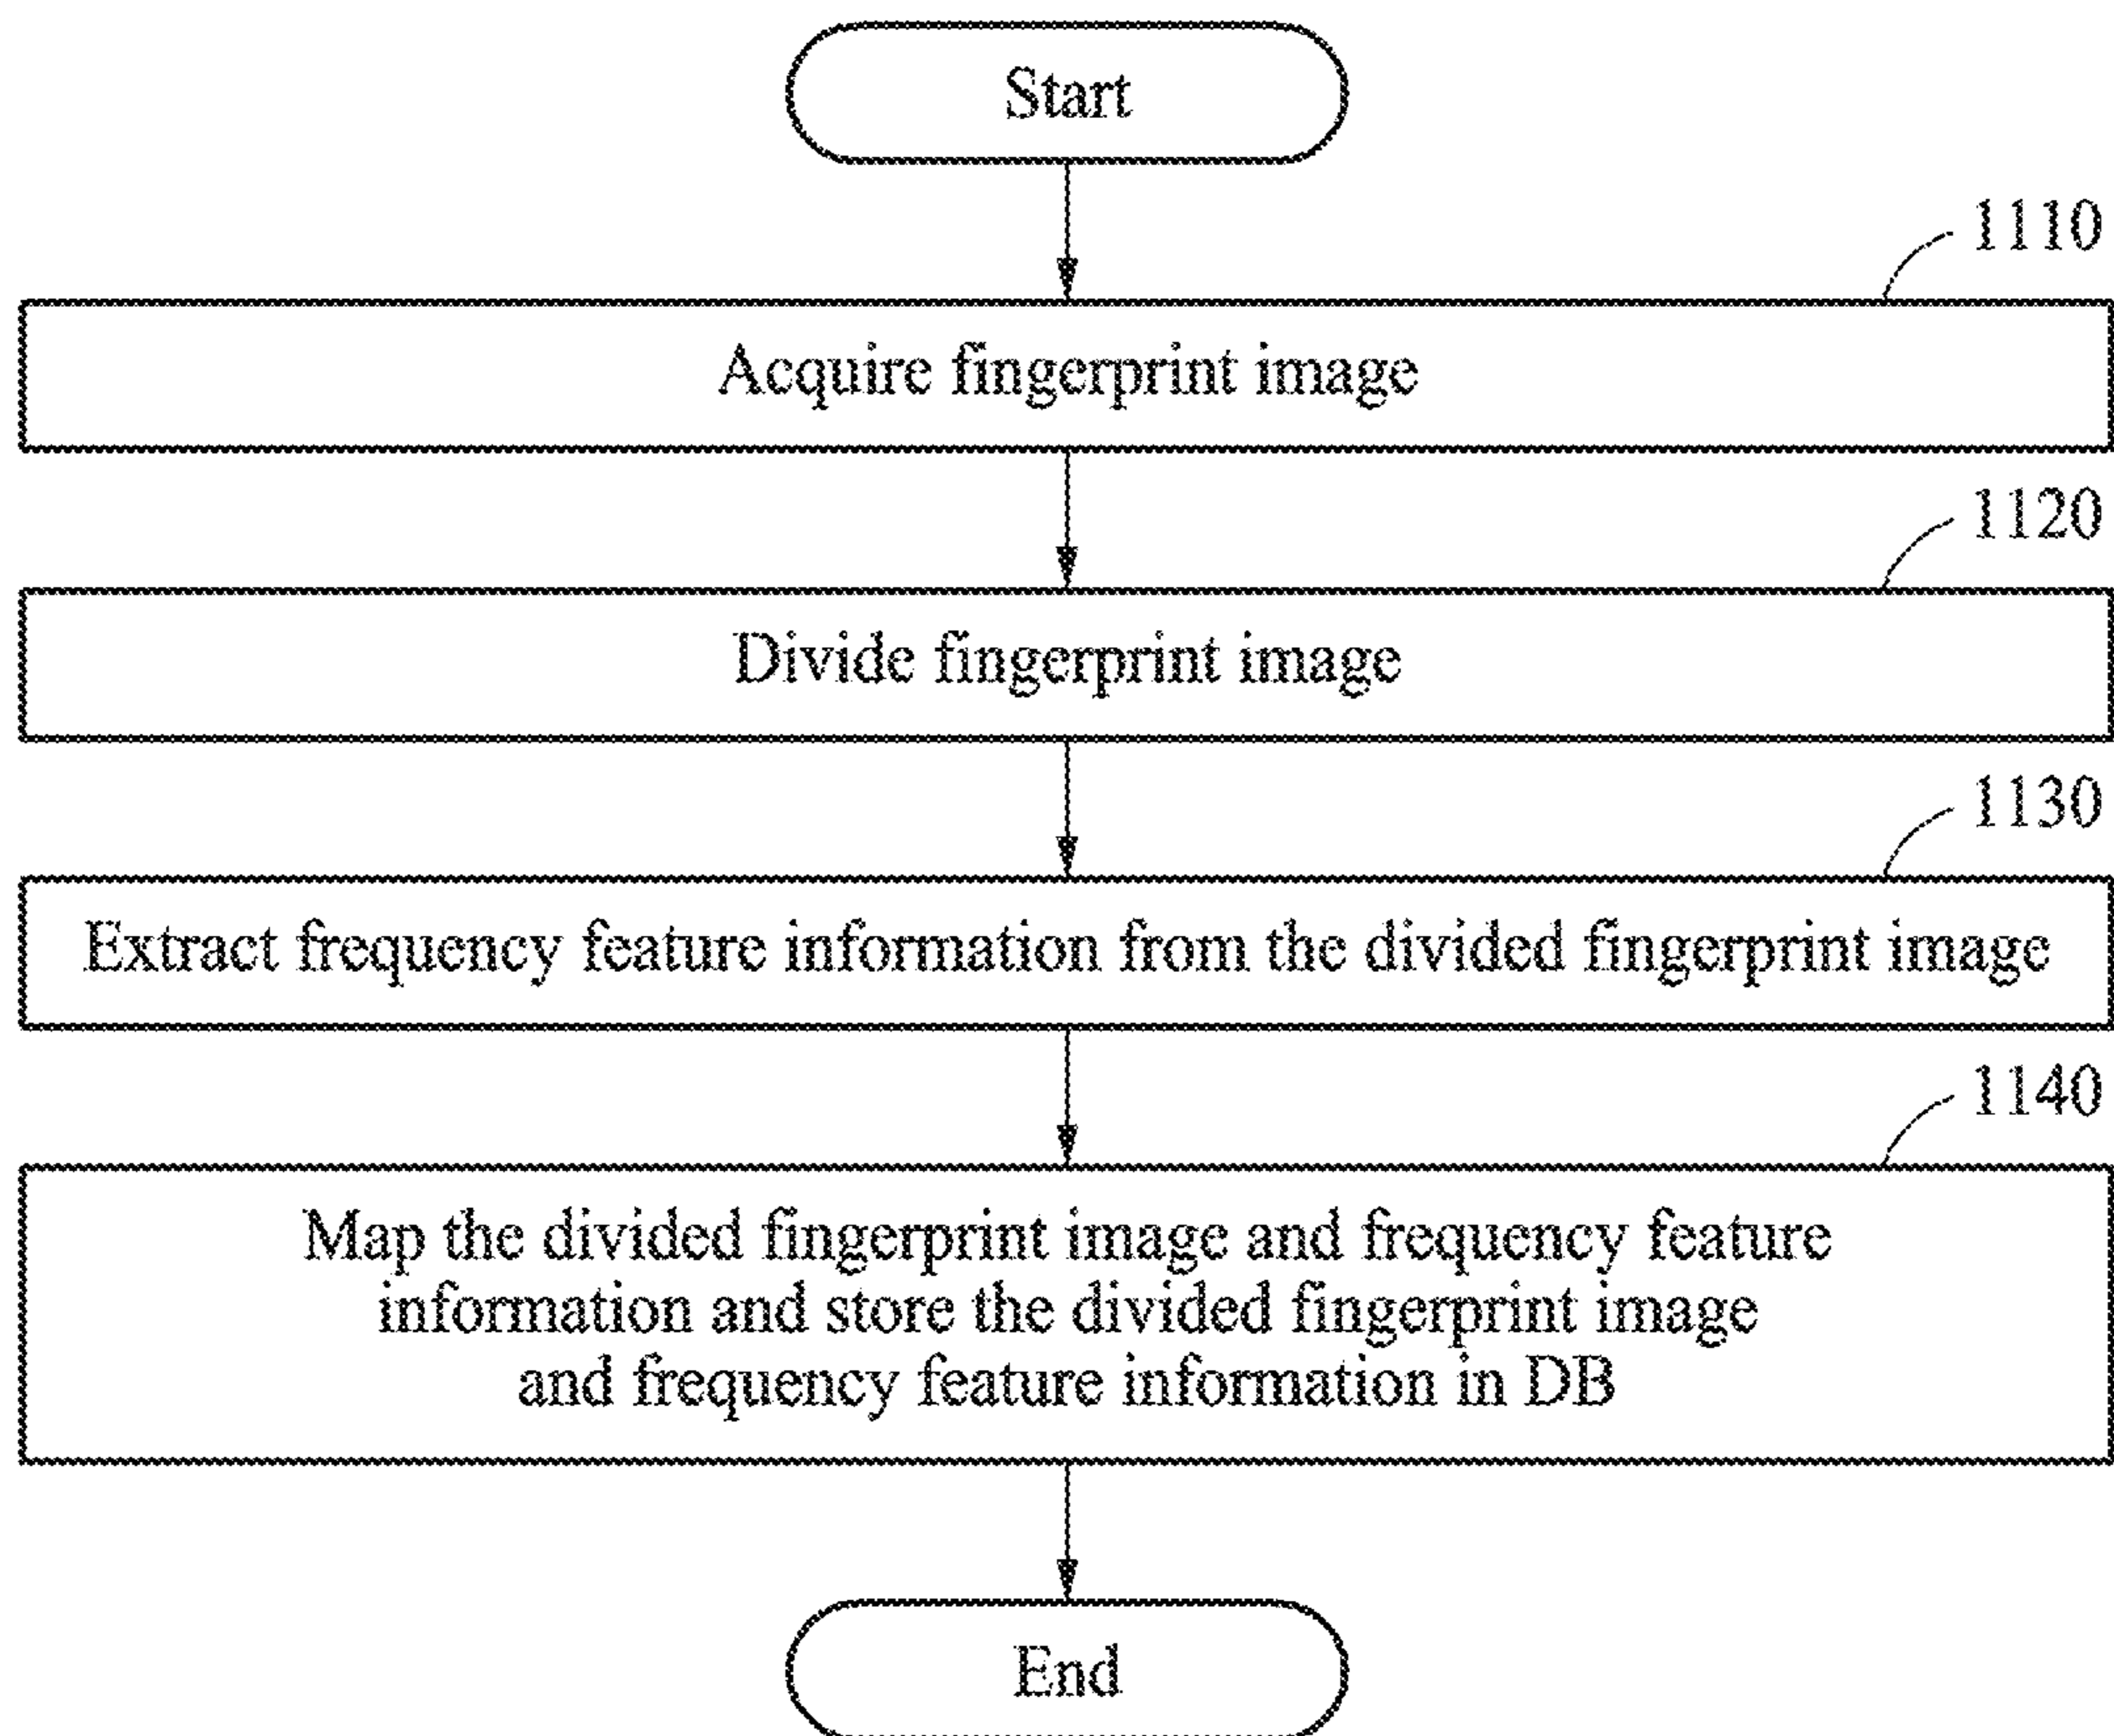 Start
1110
Acquire fingerprint image
1120
Divide fingerprint image
1130
Extract frequency feature information from the divided fingerprint image
1140
Map the divided fingerprint image and frequency feature
information and store the divided fingerprint image
and frequency feature information in DB
End